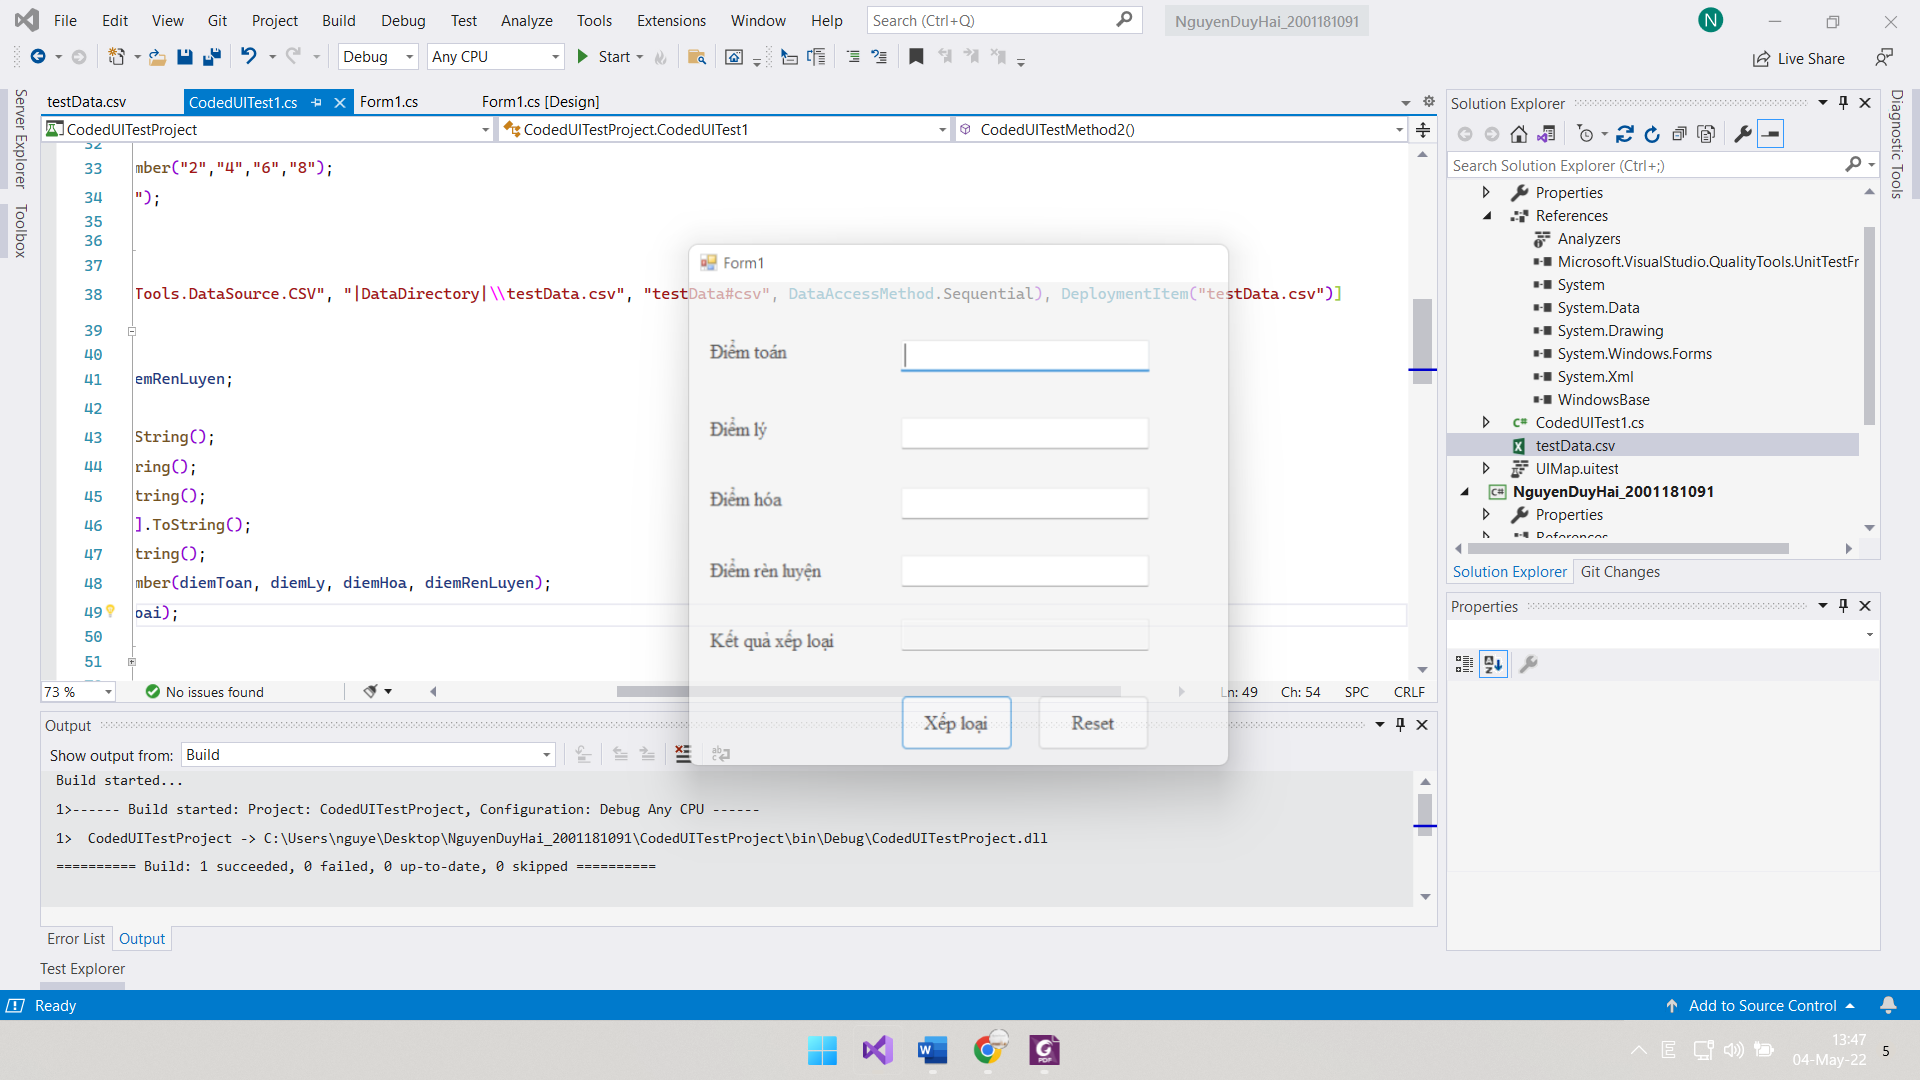 File Edit View Git Project Build Debug Test Analyze Tools Extensions Window Help Search (Ctrl+Q) NguyenDuyHai_2001181091 N
Debug Any CPU Start Live Share
Server Explorer
Toolbox
testData.csv CodedUITest1.cs Form1.cs Form1.cs [Design]
CodedUITestProject CodedUITestProject.CodedUITest1 CodedUITestMethod2()
32
33 mber("2","4","6","8");
34 ");
35
36
37
38 Tools.DataSource.CSV", "|DataDirectory|\\testData.csv", "testData#csv", DataAccessMethod.Sequential), DeploymentItem("testData.csv")]
39
40
41 emRenLuyen;
42
43 String();
44 ring();
45 tring();
46 ].ToString();
47 tring();
48 mber(diemToan, diemLy, diemHoa, diemRenLuyen);
49 oai);
50
51
73 % No issues found Ln: 49 Ch: 54 SPC CRLF
Form1
Điểm toán
Điểm lý
Điểm hóa
Điểm rèn luyện
Kết quả xếp loại
Xếp loại Reset
Output
Show output from: Build
Build started...
1>------ Build started: Project: CodedUITestProject, Configuration: Debug Any CPU ------
1> CodedUITestProject -> C:\Users\nguye\Desktop\NguyenDuyHai_2001181091\CodedUITestProject\bin\Debug\CodedUITestProject.dll
========== Build: 1 succeeded, 0 failed, 0 up-to-date, 0 skipped ==========
Error List Output
Test Explorer
Solution Explorer
Search Solution Explorer (Ctrl+;)
Properties
References
Analyzers
Microsoft.VisualStudio.QualityTools.UnitTestFr
System
System.Data
System.Drawing
System.Windows.Forms
System.Xml
WindowsBase
C# CodedUITest1.cs
testData.csv
UIMap.uitest
C# NguyenDuyHai_2001181091
Properties
References
Solution Explorer Git Changes
Properties
Diagnostic Tools
Ready Add to Source Control
13:47
04-May-22 5